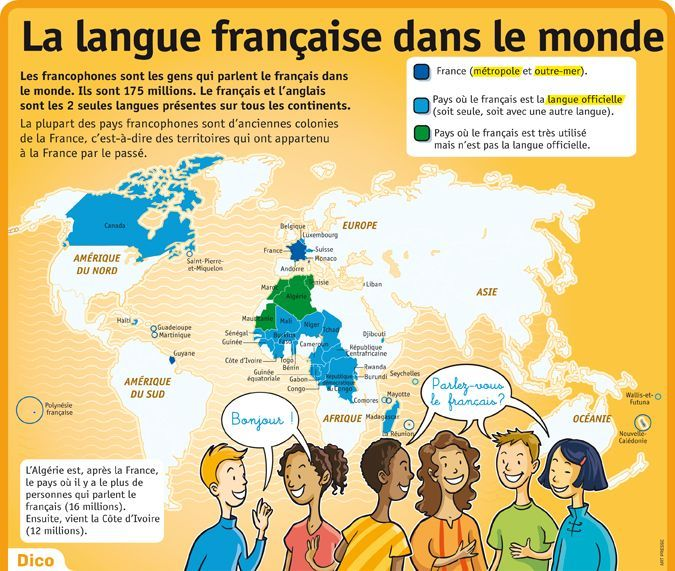 La langue française dans le monde
Les francophones sont les gens qui parlent le français dans
le monde. Ils sont 175 millions. Le français et l'anglais
sont les 2 seules langues présentes sur tous les continents.
La plupart des pays francophones sont d'anciennes colonies
de la France, c'est-à-dire des territoires qui ont appartenu
à la France par le passé.
France (métropole et outre-mer).
Pays où le français est la langue officielle
(soit seule, soit avec une autre langue).
Pays où le français est très utilisé
mais n'est pas la langue officielle.
Canada
AMÉRIQUE
DU NORD
Saint-Pierre-
et-Miquelon
Belgique
Luxembourg
EUROPE
France
Suisse
Monaco
Andorre
Maroc
Tunisie
Algérie
Liban
ASIE
Haïti
Guadeloupe
Martinique
Guyane
Mauritanie
Mali
Niger
Tchad
Djibouti
Sénégal
Guinée
Burkina
Faso
Cameroun
République
Centrafricaine
Côte d'Ivoire
Togo
Bénin
Rwanda
Burundi
Guinée
équatoriale
Gabon
Congo
République
démocratique
du Congo
Seychelles
Comores
Mayotte
Madagascar
Réunion
AMÉRIQUE
DU SUD
AFRIQUE
Polynésie
française
Wallis-et-
Futuna
OCÉANIE
Nouvelle-
Calédonie
Bonjour !
Parlez-vous
le français?
L'Algérie est, après la France,
le pays où il y a le plus de
personnes qui parlent le
français (16 millions).
Ensuite, vient la Côte d'Ivoire
(12 millions).
Dico
ART PRESSE